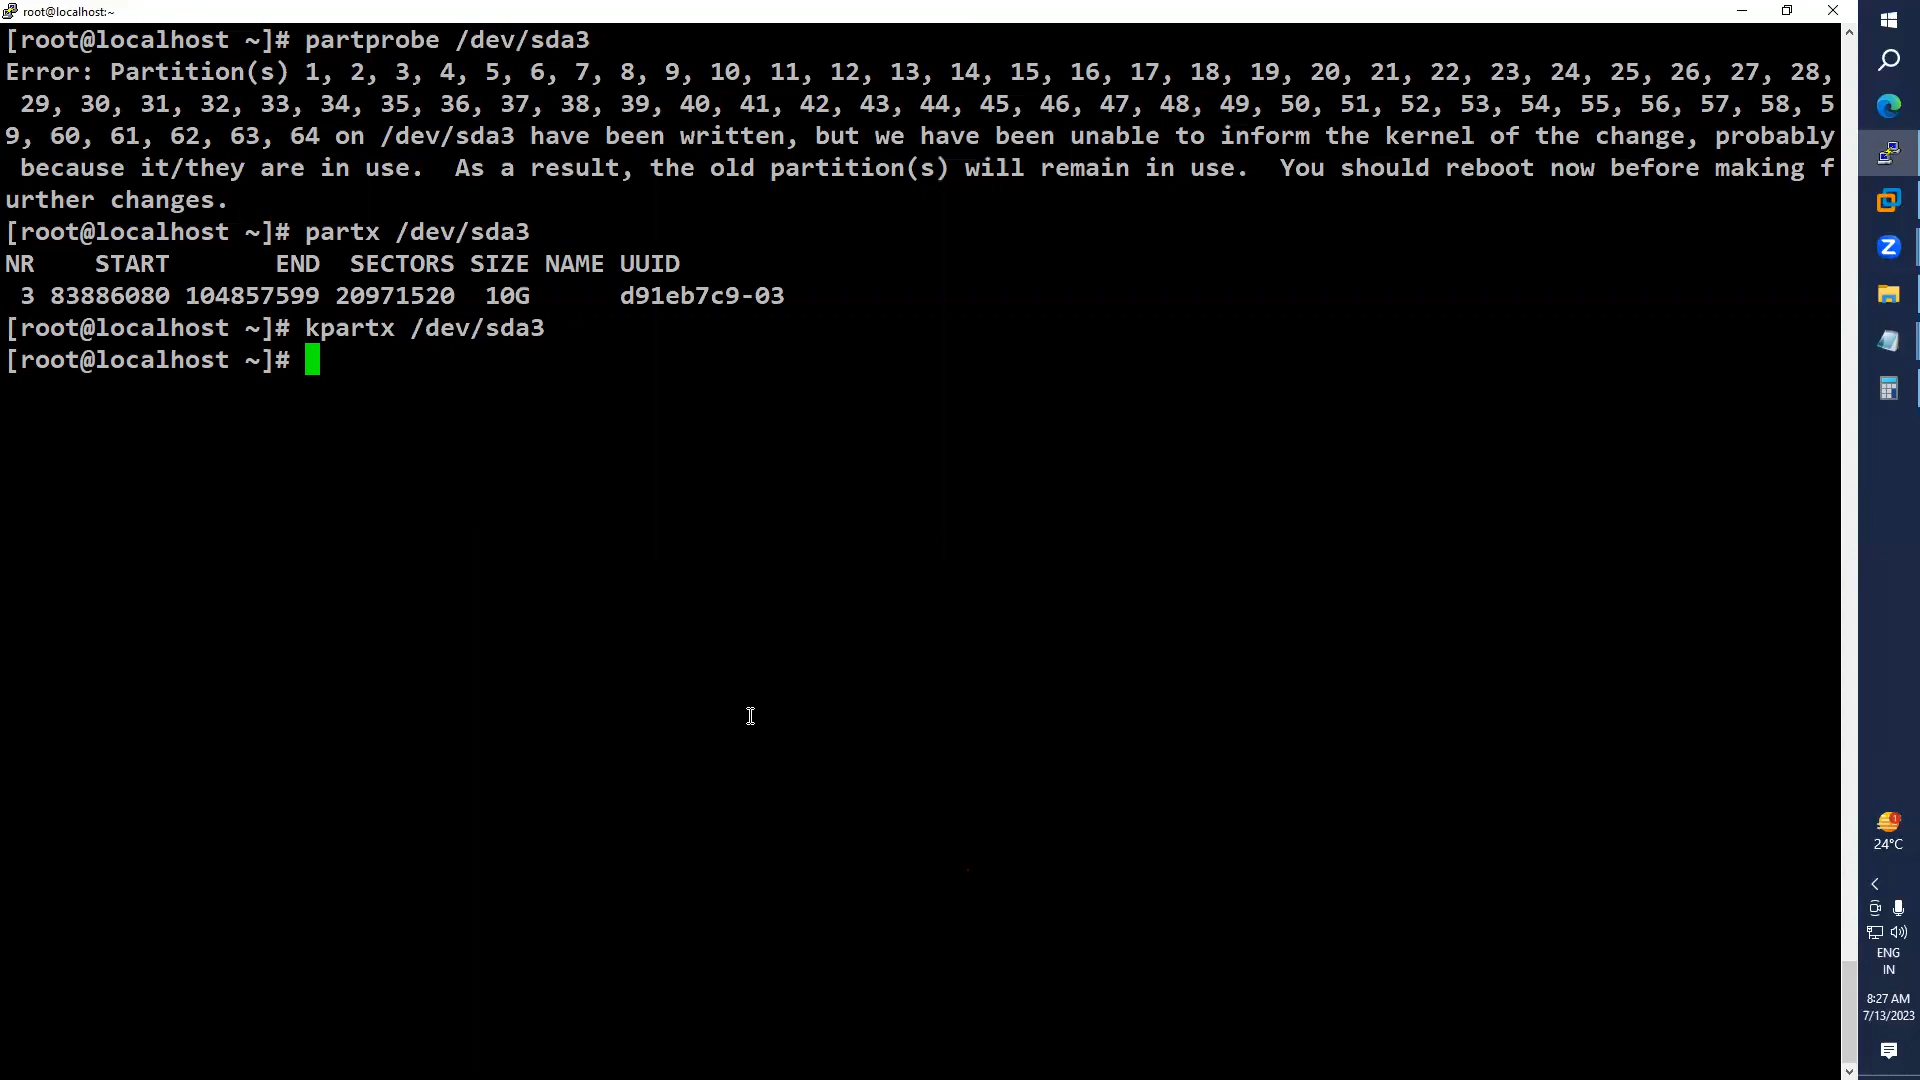 root@localhost:~
[root@localhost ~]# partprobe /dev/sda3
Error: Partition(s) 1, 2, 3, 4, 5, 6, 7, 8, 9, 10, 11, 12, 13, 14, 15, 16, 17, 18, 19, 20, 21, 22, 23, 24, 25, 26, 27, 28,
 29, 30, 31, 32, 33, 34, 35, 36, 37, 38, 39, 40, 41, 42, 43, 44, 45, 46, 47, 48, 49, 50, 51, 52, 53, 54, 55, 56, 57, 58, 5
9, 60, 61, 62, 63, 64 on /dev/sda3 have been written, but we have been unable to inform the kernel of the change, probably
 because it/they are in use.  As a result, the old partition(s) will remain in use.  You should reboot now before making f
urther changes.
[root@localhost ~]# partx /dev/sda3
NR    START       END  SECTORS SIZE NAME UUID
 3 83886080 104857599 20971520  10G      d91eb7c9-03
[root@localhost ~]# kpartx /dev/sda3
[root@localhost ~]#
Z
1
24°C
ENG
IN
8:27 AM
7/13/2023